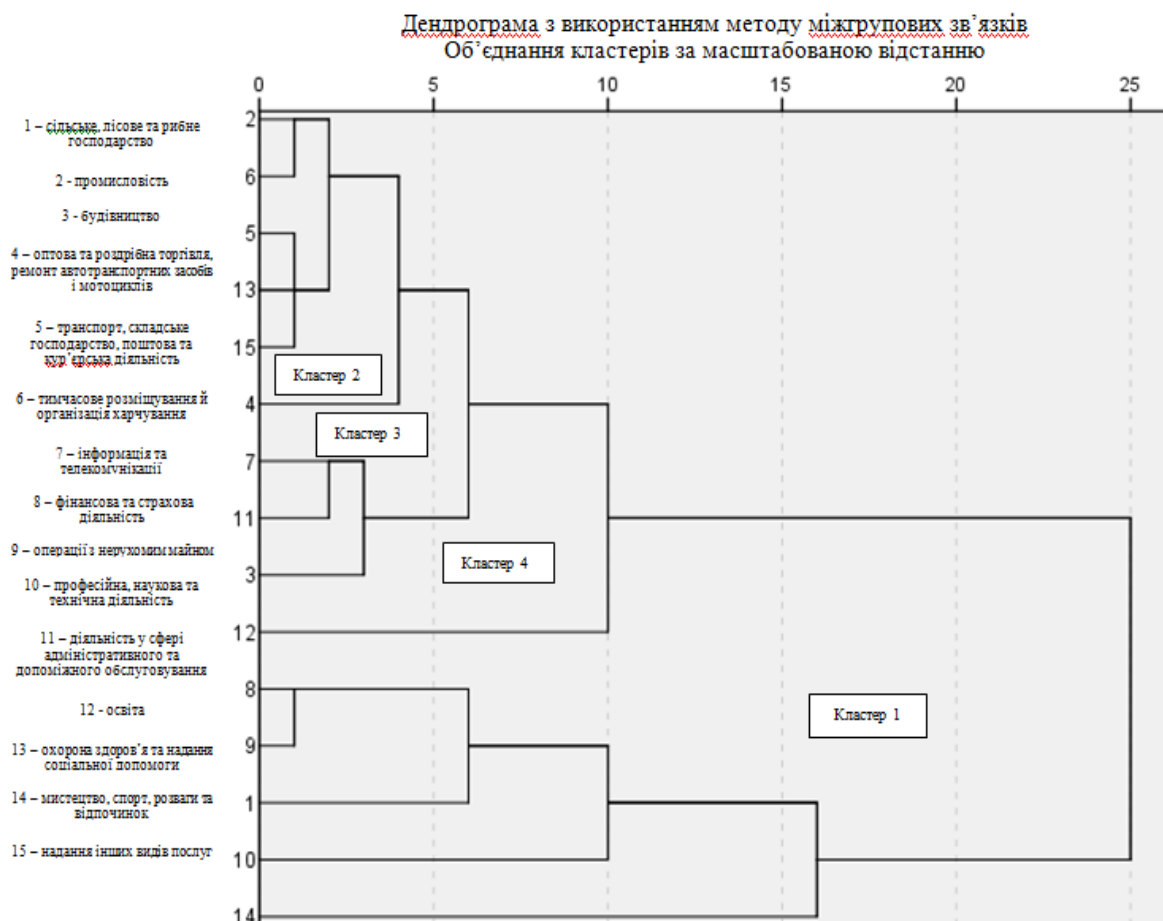 Дендрограма з використанням методу міжгрупових зв’язків
Об’єднання кластерів за масштабованою відстанню
0 5 10 15 20 25
1 – сільське, лісове та рибне
господарство
2 - промисловість
3 - будівництво
4 – оптова та роздрібна торгівля,
ремонт автотранспортних засобів
і мотоциклів
5 – транспорт, складське
господарство, поштова та
кур’єрська діяльність
6 – тимчасове розміщування й
організація харчування
7 – інформація та
телекомунікації
8 – фінансова та страхова
діяльність
9 – операції з нерухомим майном
10 – професійна, наукова та
технічна діяльність
11 – діяльність у сфері
адміністративного та
допоміжного обслуговування
12 - освіта
13 – охорона здоров’я та надання
соціальної допомоги
14 – мистецтво, спорт, розваги та
відпочинок
15 – надання інших видів послуг
2
6
5
13
15
4
7
11
3
12
8
9
1
10
14
Кластер 2
Кластер 3
Кластер 4
Кластер 1